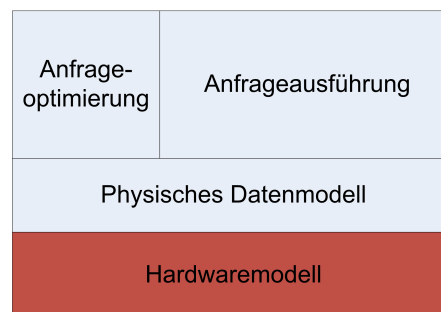 Anfrage-
optimierung
Anfrageausführung
Physisches Datenmodell
Hardwaremodell